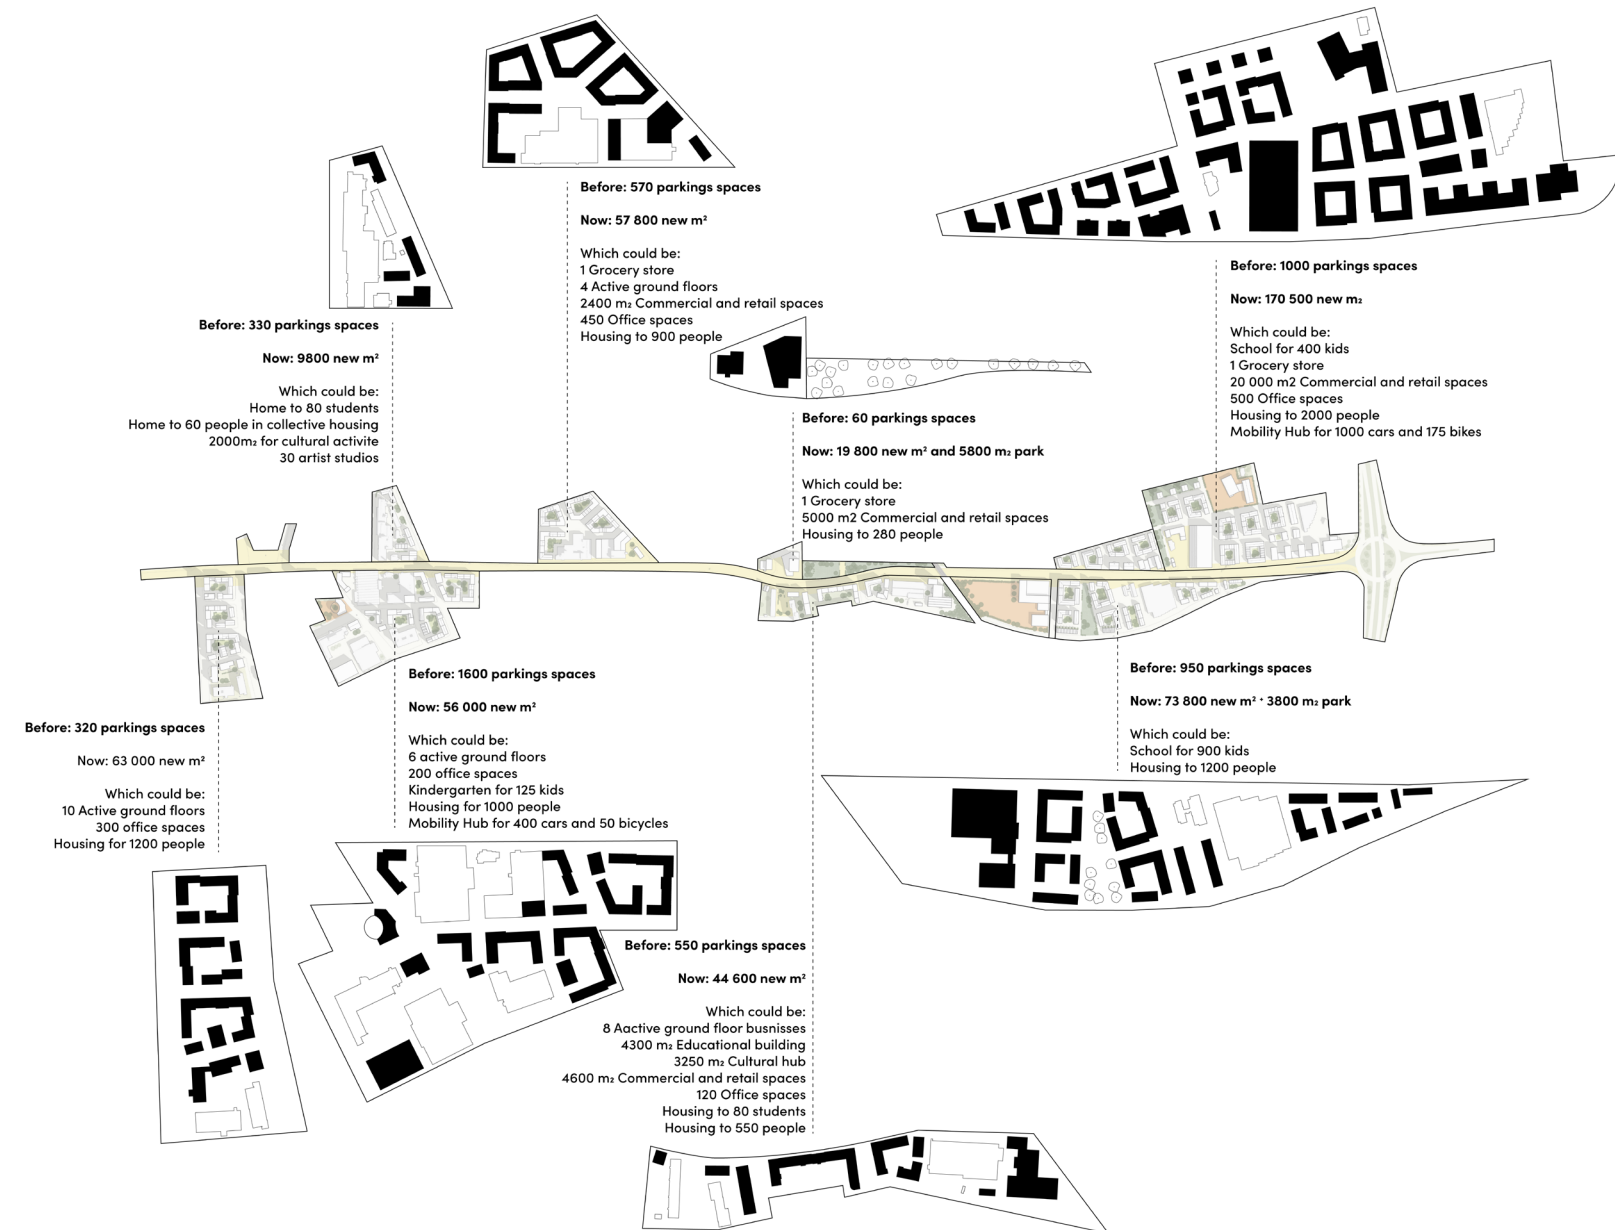 Before: 570 parkings spaces
Now: 57 800 new m²
Which could be:
1 Grocery store
4 Active ground floors
2400 m₂ Commercial and retail spaces
450 Office spaces
Housing to 900 people
Before: 1000 parkings spaces
Now: 170 500 new m₂
Which could be:
School for 400 kids
1 Grocery store
20 000 m2 Commercial and retail spaces
500 Office spaces
Housing to 2000 people
Mobility Hub for 1000 cars and 175 bikes
Before: 330 parkings spaces
Now: 9800 new m²
Which could be:
Home to 80 students
Home to 60 people in collective housing
2000m₂ for cultural activite
30 artist studios
Before: 60 parkings spaces
Now: 19 800 new m² and 5800 m₂ park
Which could be:
1 Grocery store
5000 m2 Commercial and retail spaces
Housing to 280 people
Before: 320 parkings spaces
Now: 63 000 new m²
Which could be:
10 Active ground floors
300 office spaces
Housing for 1200 people
Before: 1600 parkings spaces
Now: 56 000 new m²
Which could be:
6 active ground floors
200 office spaces
Kindergarten for 125 kids
Housing for 1000 people
Mobility Hub for 400 cars and 50 bicycles
Before: 950 parkings spaces
Now: 73 800 new m² ⁺ 3800 m₂ park
Which could be:
School for 900 kids
Housing to 1200 people
Before: 550 parkings spaces
Now: 44 600 new m²
Which could be:
8 Aactive ground floor busnisses
4300 m₂ Educational building
3250 m₂ Cultural hub
4600 m₂ Commercial and retail spaces
120 Office spaces
Housing to 80 students
Housing to 550 people